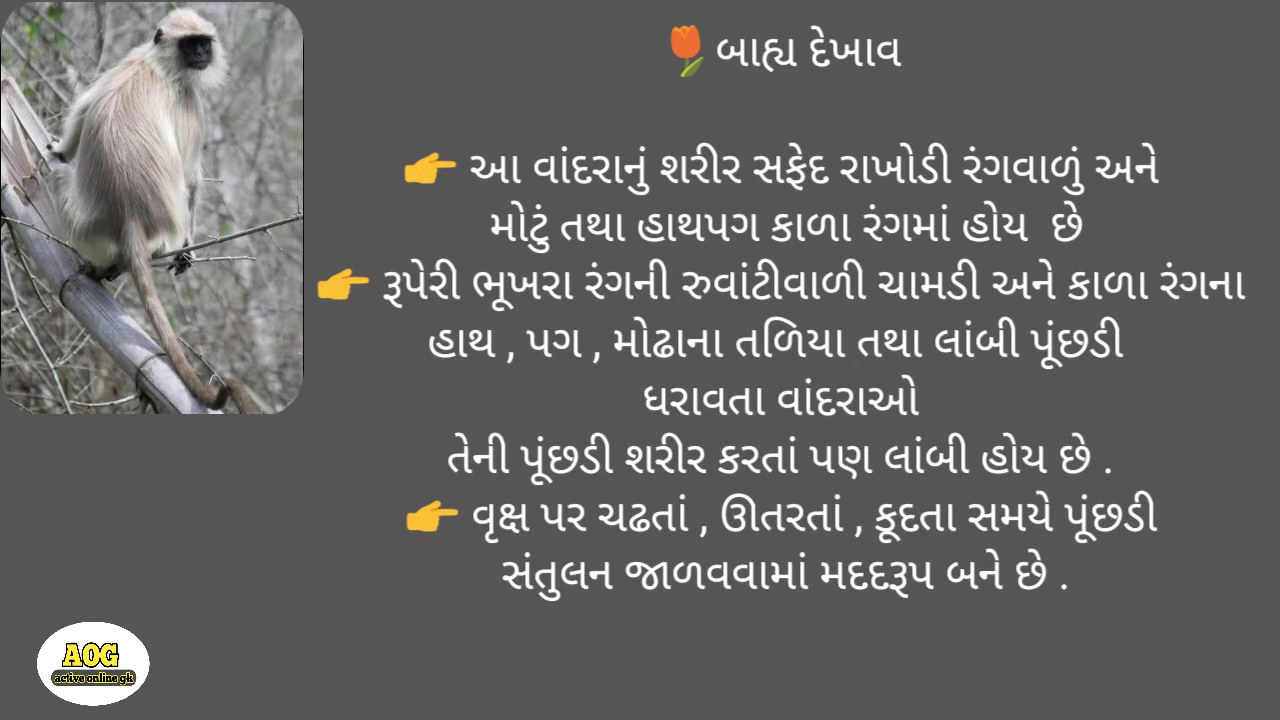 🌷બાહ્ય દેખાવ
👉 આ વાંદરાનું શરીર સફેદ રાખોડી રંગવાળું અને
મોટું તથા હાથપગ કાળા રંગમાં હોય છે
👉 રૂપેરી ભૂખરા રંગની રુવાંટીવાળી ચામડી અને કાળા રંગના
હાથ , પગ , મોઢાના તળિયા તથા લાંબી પૂંછડી
ધરાવતા વાંદરાઓ
તેની પૂંછડી શરીર કરતાં પણ લાંબી હોય છે .
👉 વૃક્ષ પર ચઢતાં , ઊતરતાં , કૂદતા સમયે પૂંછડી
સંતુલન જાળવવામાં મદદરૂપ બને છે .
AOG
active online gk